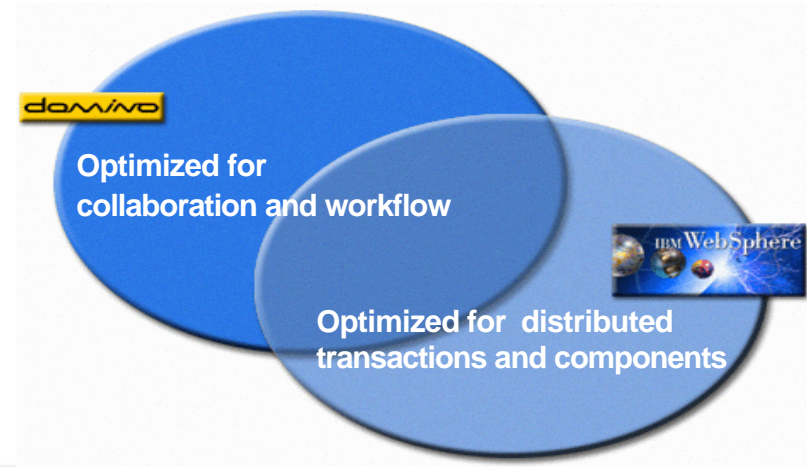 domino
Optimized for
collaboration and workflow
IBM WebSphere
Optimized for distributed
transactions and components